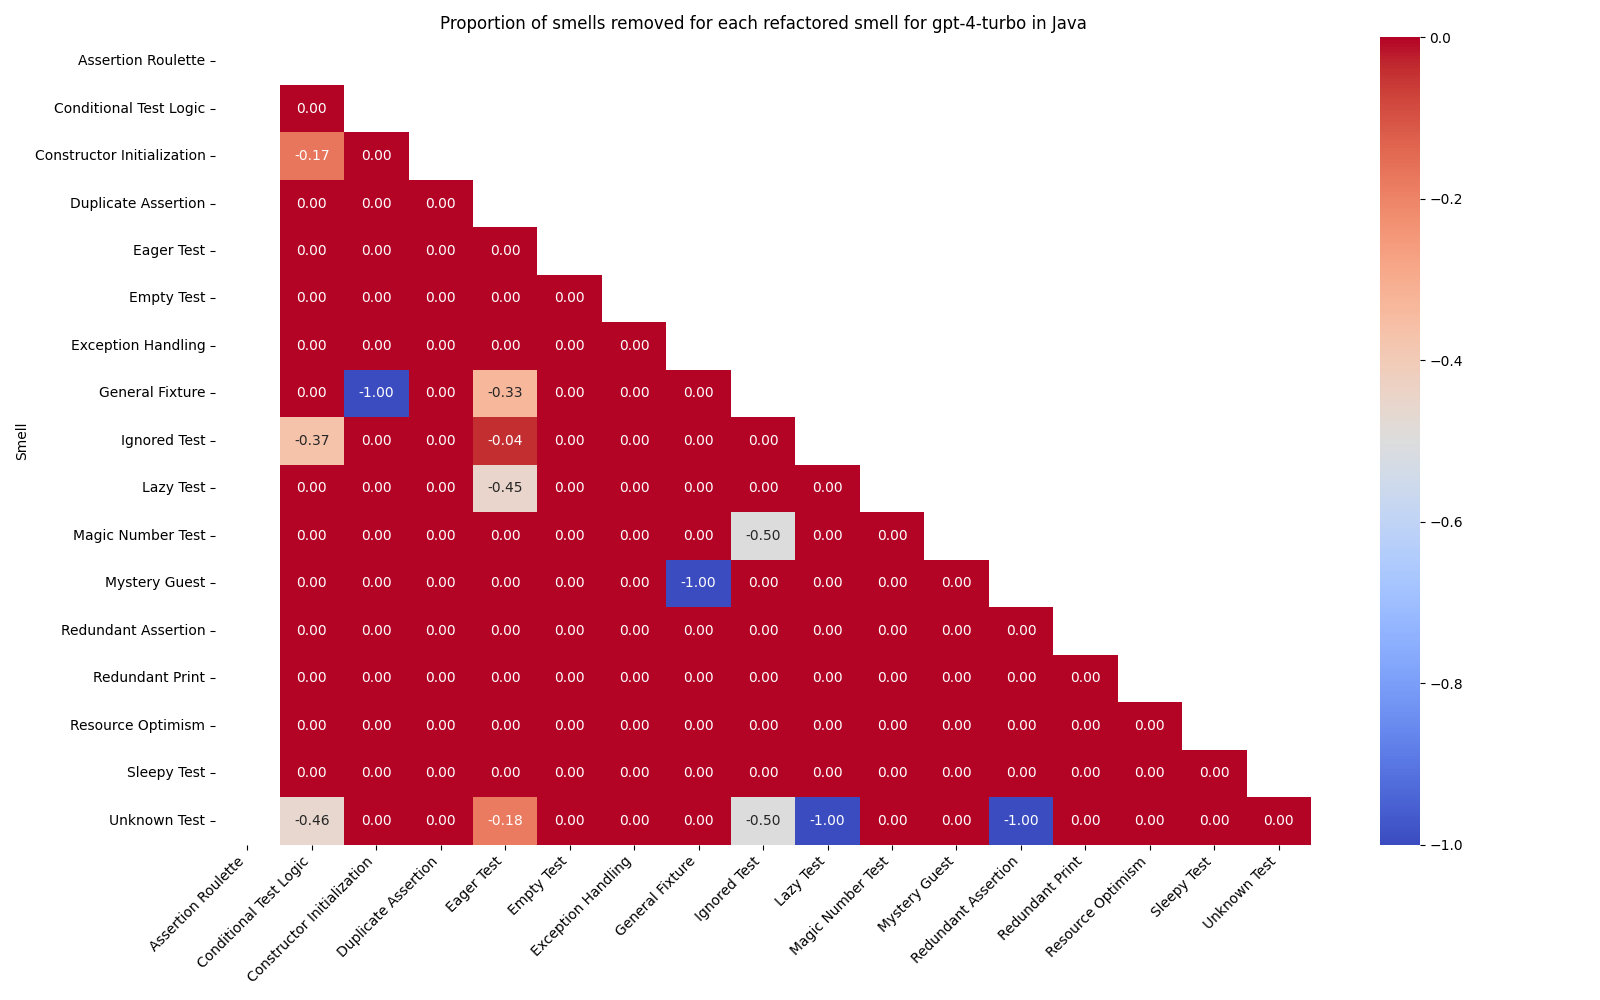 Proportion of smells removed for each refactored smell for gpt-4-turbo in Java
Assertion Roulette –
Conditional Test Logic – 0.00
Constructor Initialization – -0.17 0.00
Duplicate Assertion – 0.00 0.00 0.00
Eager Test – 0.00 0.00 0.00 0.00
Empty Test – 0.00 0.00 0.00 0.00 0.00
Exception Handling – 0.00 0.00 0.00 0.00 0.00 0.00
General Fixture – 0.00 -1.00 0.00 -0.33 0.00 0.00 0.00
Ignored Test – -0.37 0.00 0.00 -0.04 0.00 0.00 0.00 0.00
Lazy Test – 0.00 0.00 0.00 -0.45 0.00 0.00 0.00 0.00 0.00
Magic Number Test – 0.00 0.00 0.00 0.00 0.00 0.00 0.00 -0.50 0.00 0.00
Mystery Guest – 0.00 0.00 0.00 0.00 0.00 0.00 -1.00 0.00 0.00 0.00 0.00
Redundant Assertion – 0.00 0.00 0.00 0.00 0.00 0.00 0.00 0.00 0.00 0.00 0.00 0.00
Redundant Print – 0.00 0.00 0.00 0.00 0.00 0.00 0.00 0.00 0.00 0.00 0.00 0.00 0.00
Resource Optimism – 0.00 0.00 0.00 0.00 0.00 0.00 0.00 0.00 0.00 0.00 0.00 0.00 0.00 0.00
Sleepy Test – 0.00 0.00 0.00 0.00 0.00 0.00 0.00 0.00 0.00 0.00 0.00 0.00 0.00 0.00 0.00
Unknown Test – -0.46 0.00 0.00 -0.18 0.00 0.00 0.00 -0.50 -1.00 0.00 0.00 -1.00 0.00 0.00 0.00 0.00
Smell
Assertion Roulette
Conditional Test Logic
Constructor Initialization
Duplicate Assertion
Eager Test
Empty Test
Exception Handling
General Fixture
Ignored Test
Lazy Test
Magic Number Test
Mystery Guest
Redundant Assertion
Redundant Print
Resource Optimism
Sleepy Test
Unknown Test
0.0
−0.2
−0.4
−0.6
−0.8
−1.0